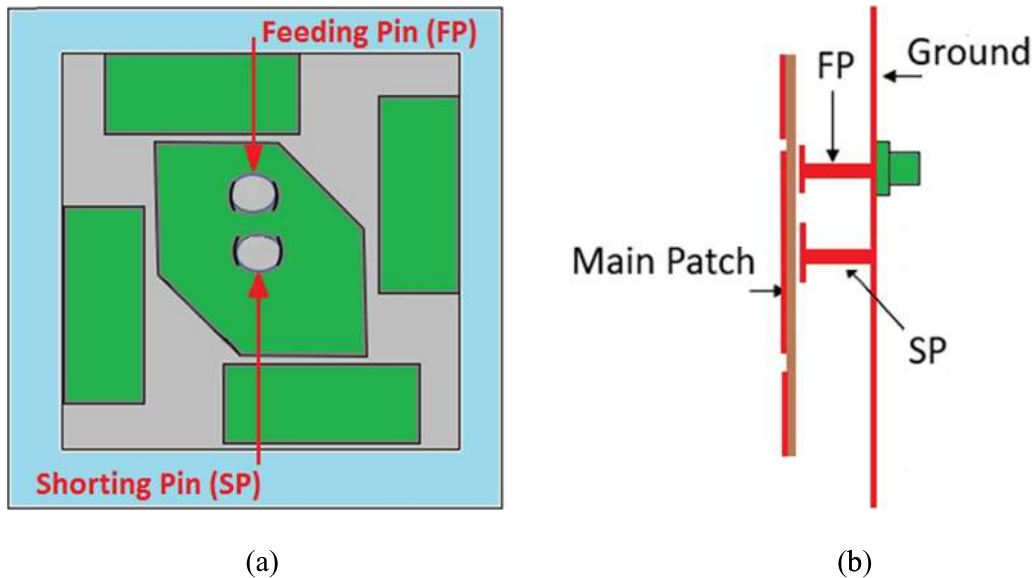 Feeding Pin (FP)
Shorting Pin (SP)
(a)
FP
Ground
Main Patch
SP
(b)